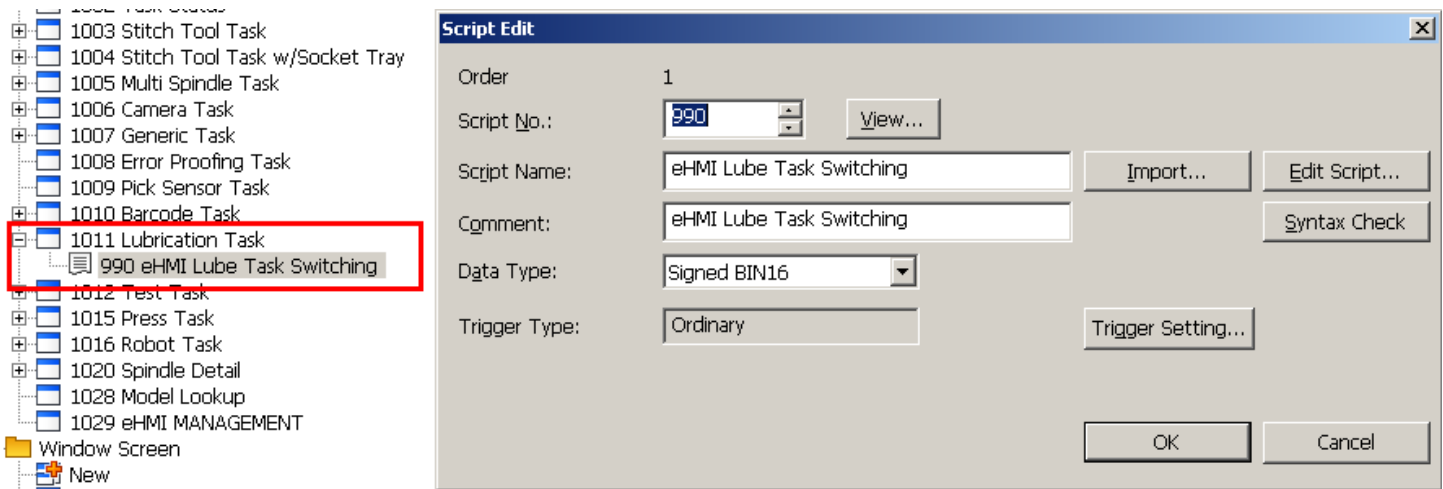 1003 Stitch Tool Task
1004 Stitch Tool Task w/Socket Tray
1005 Multi Spindle Task
1006 Camera Task
1007 Generic Task
1008 Error Proofing Task
1009 Pick Sensor Task
1010 Barcode Task
1011 Lubrication Task
990 eHMI Lube Task Switching
1012 Test Task
1015 Press Task
1016 Robot Task
1020 Spindle Detail
1028 Model Lookup
1029 eHMI MANAGEMENT
Window Screen
New
Script Edit
Order 1
Script No.: 990 View...
Script Name: eHMI Lube Task Switching Import... Edit Script...
Comment: eHMI Lube Task Switching Syntax Check
Data Type: Signed BIN16
Trigger Type: Ordinary Trigger Setting...
OK Cancel